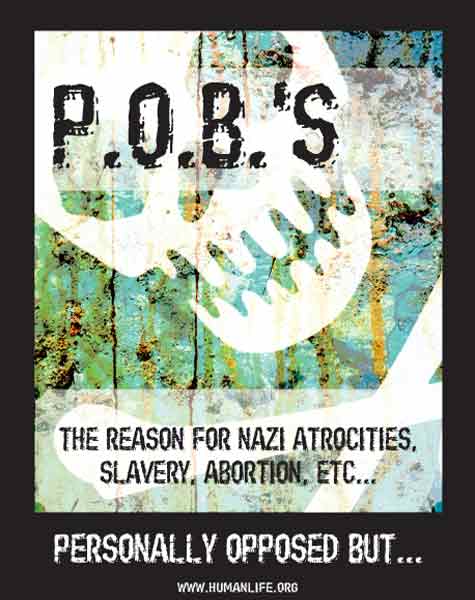 P.O.B.'S
THE REASON FOR NAZI ATROCITIES,
SLAVERY, ABORTION, ETC...
PERSONALLY OPPOSED BUT...
WWW.HUMANLIFE.ORG